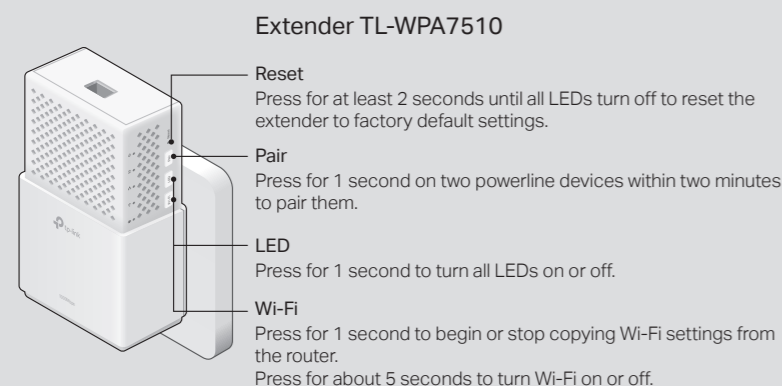 Extender TL-WPA7510
Reset
Press for at least 2 seconds until all LEDs turn off to reset the
extender to factory default settings.
Pair
Press for 1 second on two powerline devices within two minutes
to pair them.
LED
Press for 1 second to turn all LEDs on or off.
Wi-Fi
Press for 1 second to begin or stop copying Wi-Fi settings from
the router.
Press for about 5 seconds to turn Wi-Fi on or off.
tp-link